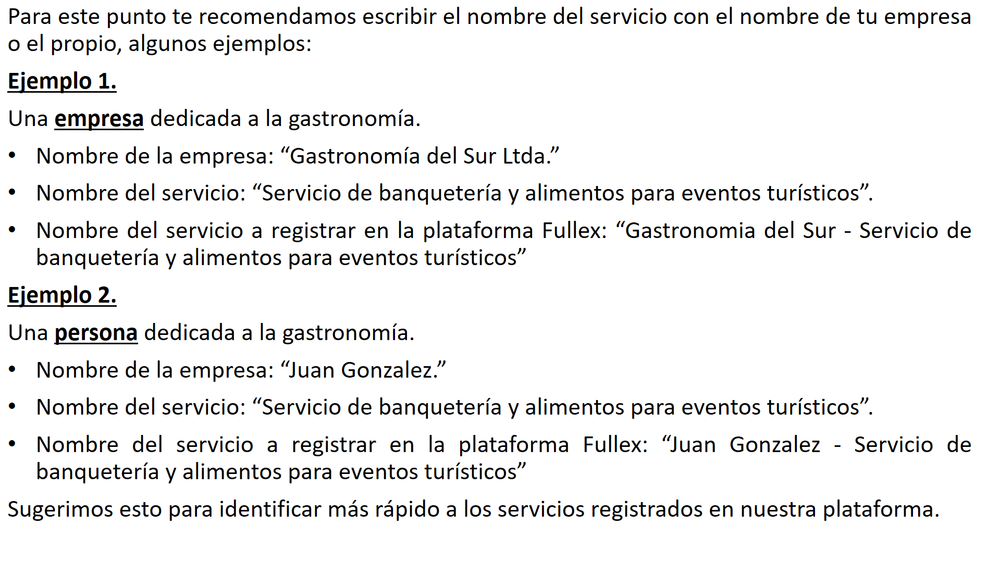 Para este punto te recomendamos escribir el nombre del servicio con el nombre de tu empresa
o el propio, algunos ejemplos:
Ejemplo 1.
Una empresa dedicada a la gastronomía.
• Nombre de la empresa: “Gastronomía del Sur Ltda.”
• Nombre del servicio: “Servicio de banquetería y alimentos para eventos turísticos”.
• Nombre del servicio a registrar en la plataforma Fullex: “Gastronomia del Sur - Servicio de
banquetería y alimentos para eventos turísticos”
Ejemplo 2.
Una persona dedicada a la gastronomía.
• Nombre de la empresa: “Juan Gonzalez.”
• Nombre del servicio: “Servicio de banquetería y alimentos para eventos turísticos”.
• Nombre del servicio a registrar en la plataforma Fullex: “Juan Gonzalez - Servicio de
banquetería y alimentos para eventos turísticos”
Sugerimos esto para identificar más rápido a los servicios registrados en nuestra plataforma.